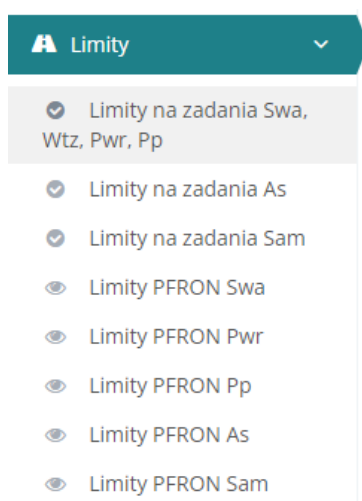 Limity
Limity na zadania Swa,
Wtz, Pwr, Pp
Limity na zadania As
Limity na zadania Sam
Limity PFRON Swa
Limity PFRON Pwr
Limity PFRON Pp
Limity PFRON As
Limity PFRON Sam